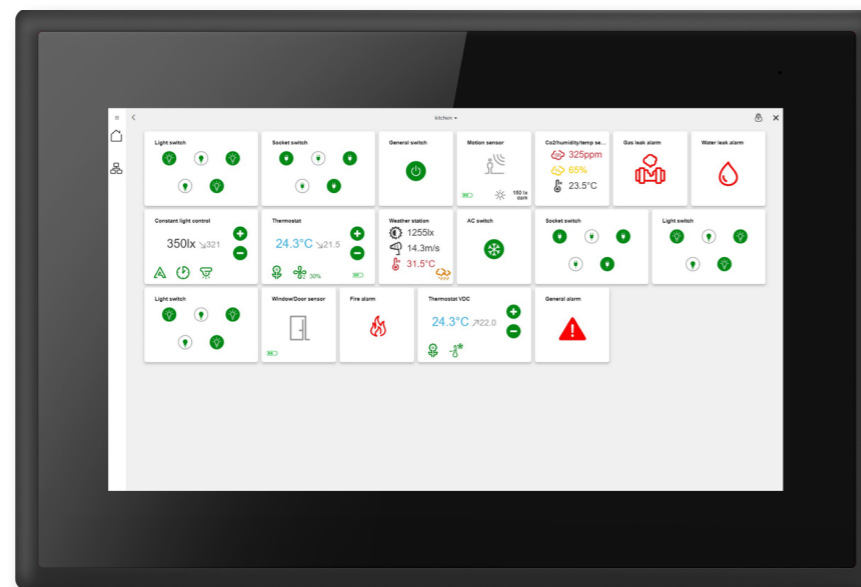 kitchen
Light switch
Socket switch
General switch
Motion sensor
180 lx
dark
Co2/humidity/temp se...
325ppm
65%
23.5°C
Gas leak alarm
Water leak alarm
Constant light control
350lx 321
Thermostat
24.3°C 21.5
30%
Weather station
1255lx
14.3m/s
31.5°C
AC switch
Socket switch
Light switch
Light switch
Window/Door sensor
Fire alarm
Thermostat VOC
24.3°C 22.0
General alarm